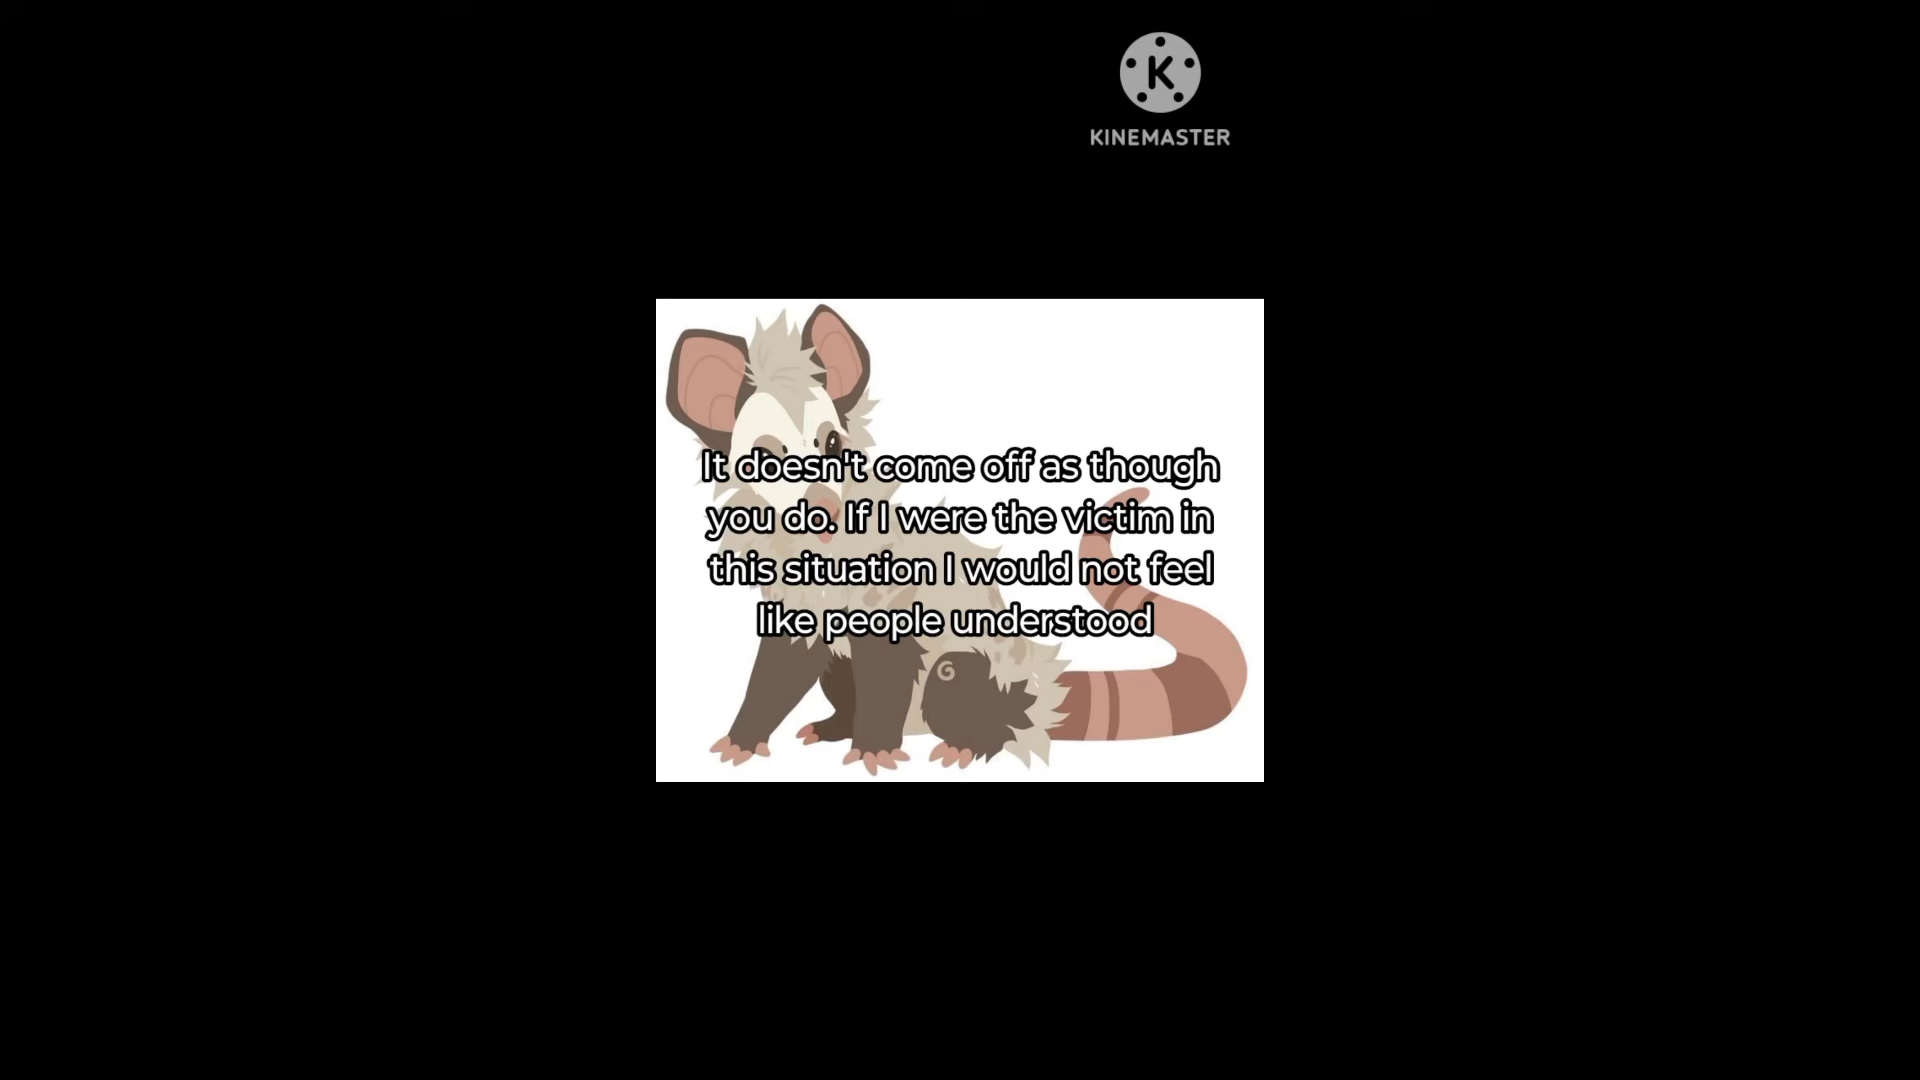 K
KINEMASTER
It doesn't come off as though
you do. If I were the victim in
this situation I would not feel
like people understood